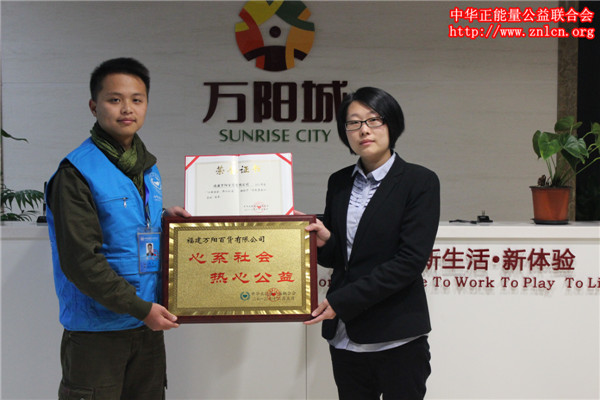 中华正能量公益联合会
http://www.znlcn.org
万阳城
SUNRISE CITY
荣誉证书
福建万阳百货有限公司
心系社会
热心公益
新生活·新体验
To Work To Play To Li